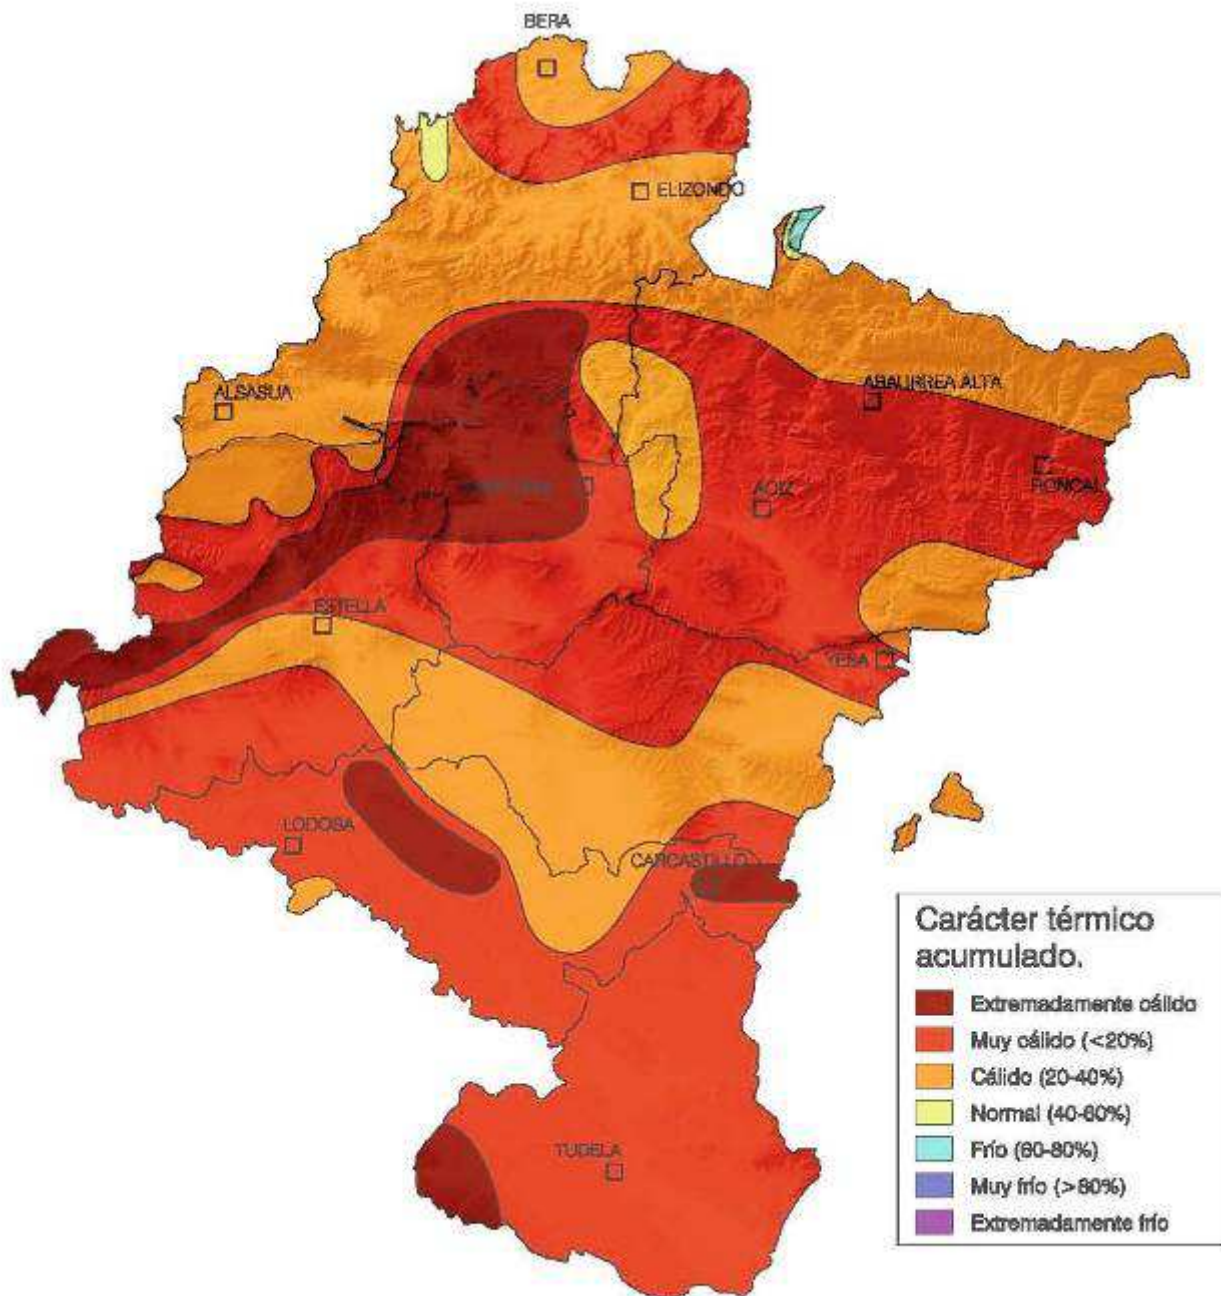 BERA
ELIZONDO
ALSASUA
ABAURREA ALTA
RONCAL
AOIZ
ESTELLA
YESA
LODOSA
CARCASTILLO
TUDELA
Carácter térmico
acumulado.
Extremadamente cálido
Muy cálido (<20%)
Cálido (20-40%)
Normal (40-60%)
Frío (60-80%)
Muy frío (>80%)
Extremadamente frío